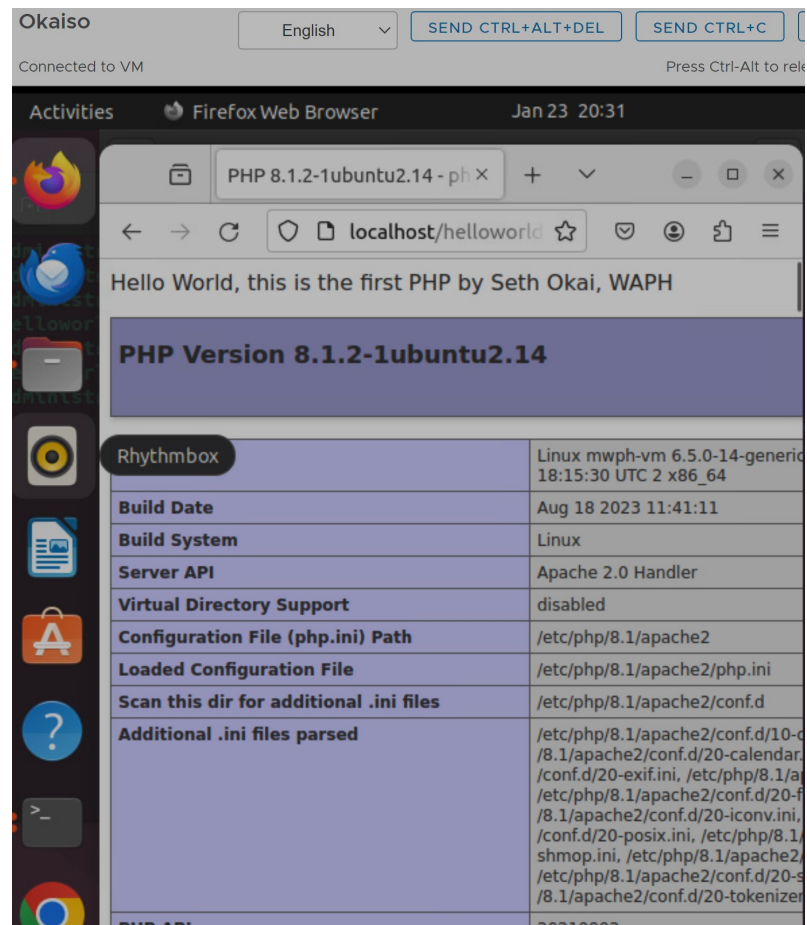 Okaiso
English
SEND CTRL+ALT+DEL
SEND CTRL+C
Connected to VM
Press Ctrl-Alt to rele
Activities
Firefox Web Browser
Jan 23 20:31
PHP 8.1.2-1ubuntu2.14 - ph
localhost/helloworld
Hello World, this is the first PHP by Seth Okai, WAPH
PHP Version 8.1.2-1ubuntu2.14
Rhythmbox
Linux mwph-vm 6.5.0-14-generic
18:15:30 UTC 2 x86_64
Build Date
Aug 18 2023 11:41:11
Build System
Linux
Server API
Apache 2.0 Handler
Virtual Directory Support
disabled
Configuration File (php.ini) Path
/etc/php/8.1/apache2
Loaded Configuration File
/etc/php/8.1/apache2/php.ini
Scan this dir for additional .ini files
/etc/php/8.1/apache2/conf.d
Additional .ini files parsed
/etc/php/8.1/apache2/conf.d/10-o
/8.1/apache2/conf.d/20-calendar.
/conf.d/20-exif.ini, /etc/php/8.1/ap
/etc/php/8.1/apache2/conf.d/20-f
/8.1/apache2/conf.d/20-iconv.ini,
/conf.d/20-posix.ini, /etc/php/8.1/
shmop.ini, /etc/php/8.1/apache2/
/etc/php/8.1/apache2/conf.d/20-s
/8.1/apache2/conf.d/20-tokenizer
PHP API